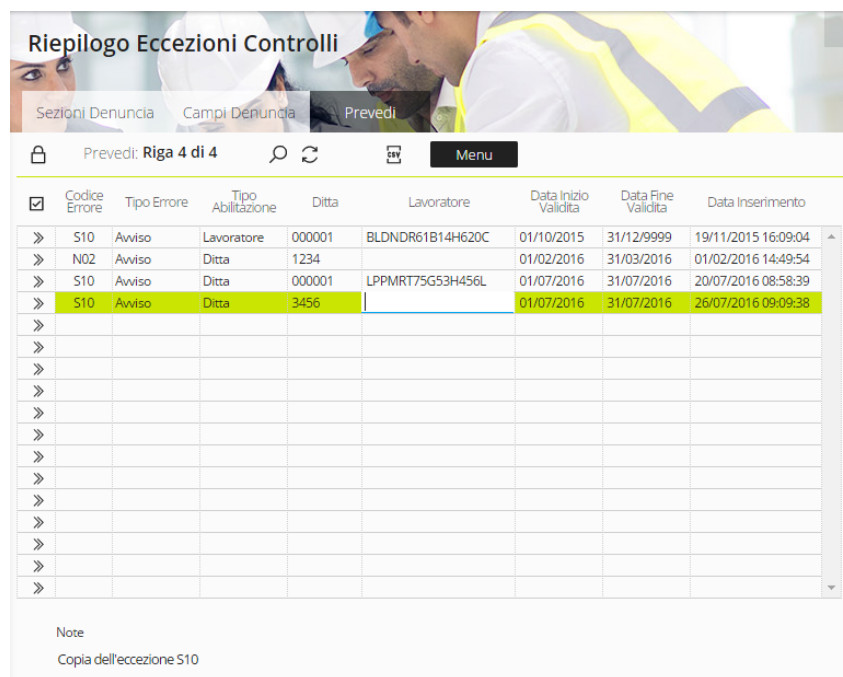 Riepilogo Eccezioni Controlli
Sezioni Denuncia Campi Denuncia Prevedi
Prevedi: Riga 4 di 4 CSV Menu
Codice Errore Tipo Errore Tipo Abilitazione Ditta Lavoratore Data Inizio Validita Data Fine Validita Data Inserimento
S10 Avviso Lavoratore 000001 BLDNDR61B14H620C 01/10/2015 31/12/9999 19/11/2015 16:09:04
N02 Avviso Ditta 1234 01/02/2016 31/03/2016 01/02/2016 14:49:54
S10 Avviso Ditta 000001 LPPMRT75G53H456L 01/07/2016 31/07/2016 20/07/2016 08:58:39
S10 Avviso Ditta 3456 01/07/2016 31/07/2016 26/07/2016 09:09:38
Note
Copia dell'eccezione S10